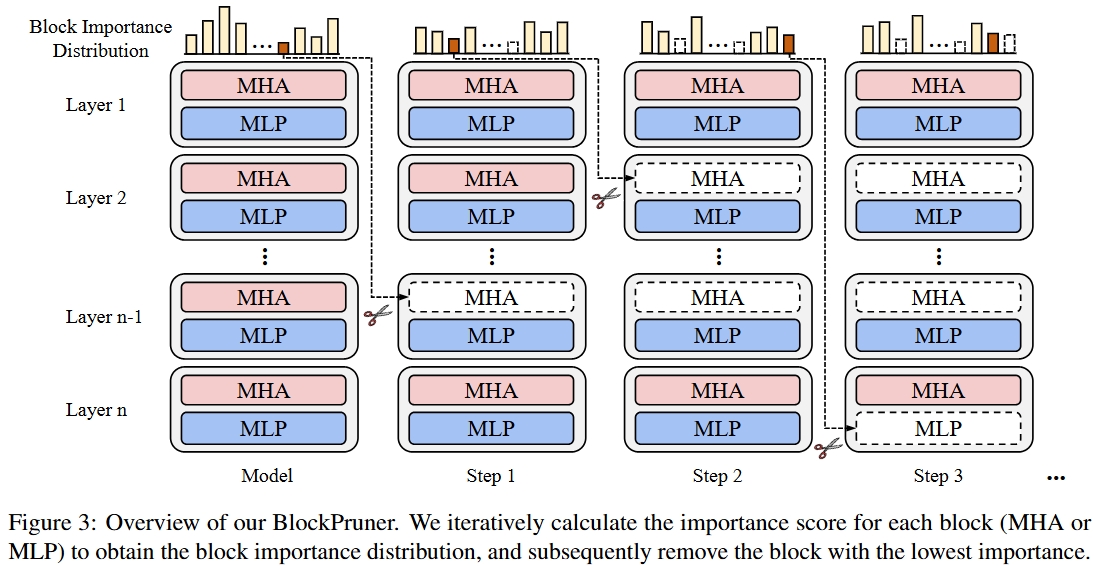 Block Importance
Distribution
Layer 1
MHA
MHA
MHA
MHA
MLP
MLP
MLP
MLP
Layer 2
MHA
MHA
MHA
MHA
MLP
MLP
MLP
MLP
Layer n-1
MHA
MHA
MHA
MHA
MLP
MLP
MLP
MLP
Layer n
MHA
MHA
MHA
MHA
MLP
MLP
MLP
MLP
Model
Step 1
Step 2
Step 3
...
Figure 3: Overview of our BlockPruner. We iteratively calculate the importance score for each block (MHA or
MLP) to obtain the block importance distribution, and subsequently remove the block with the lowest importance.